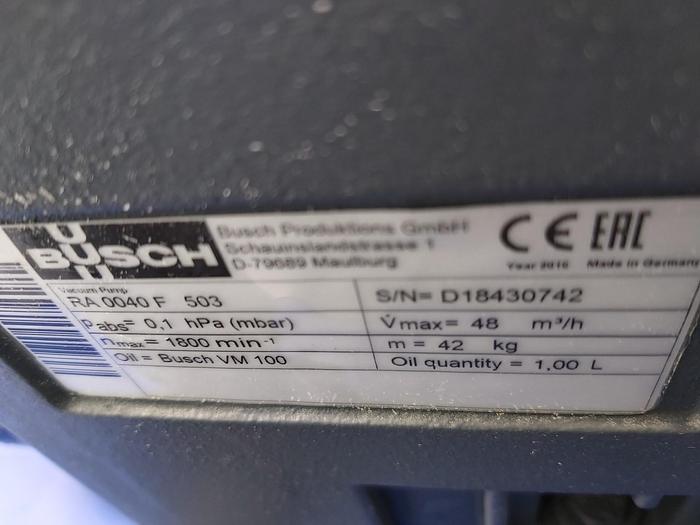 BUSCH
Busch Produktions GmbH
Schauinslandstrasse 1
D-79689 Maulburg
CE EAC
Made in Germany
Vacuum Pump
RA 0040 F 503
S/N= D18430742
Pabs= 0,1 hPa (mbar)
V̇max= 48 m³/h
nmax= 1800 min⁻¹
m = 42 kg
Oil = Busch VM 100
Oil quantity = 1,00 L